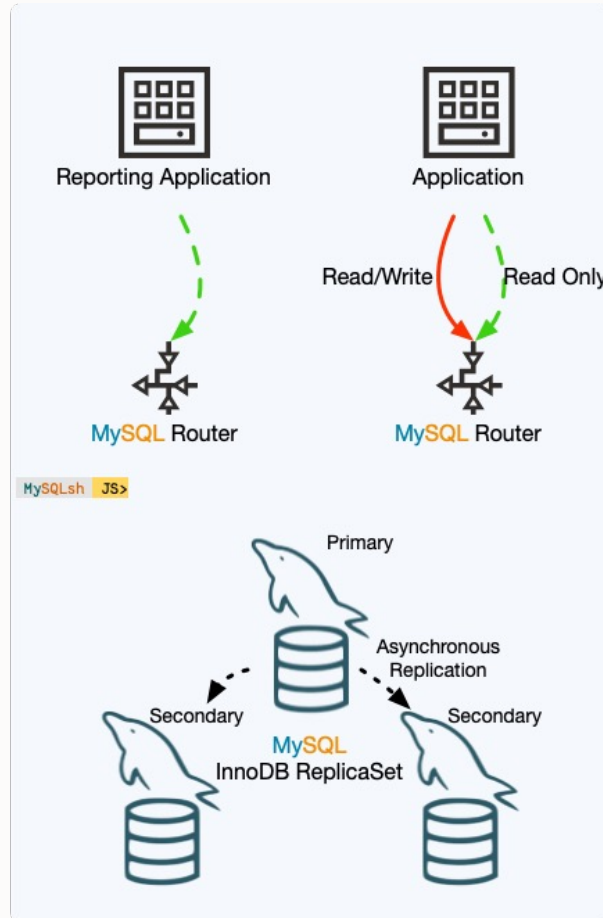 Reporting Application
Application
Read/Write
Read Only
MySQL Router
MySQL Router
MySQLsh JS>
Primary
Asynchronous
Replication
Secondary
Secondary
MySQL
InnoDB ReplicaSet